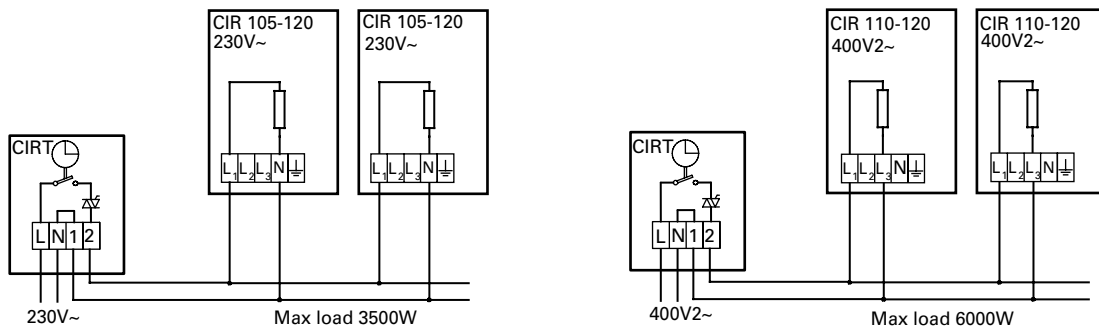 CIR 105-120
230V~
CIR 105-120
230V~
CIRT
L₁ L₂ L₃ N
L₁ L₂ L₃ N
L N 1 2
230V~
Max load 3500W
CIR 110-120
400V2~
CIR 110-120
400V2~
CIRT
L₁ L₂ L₃ N
L₁ L₂ L₃ N
L N 1 2
400V2~
Max load 6000W